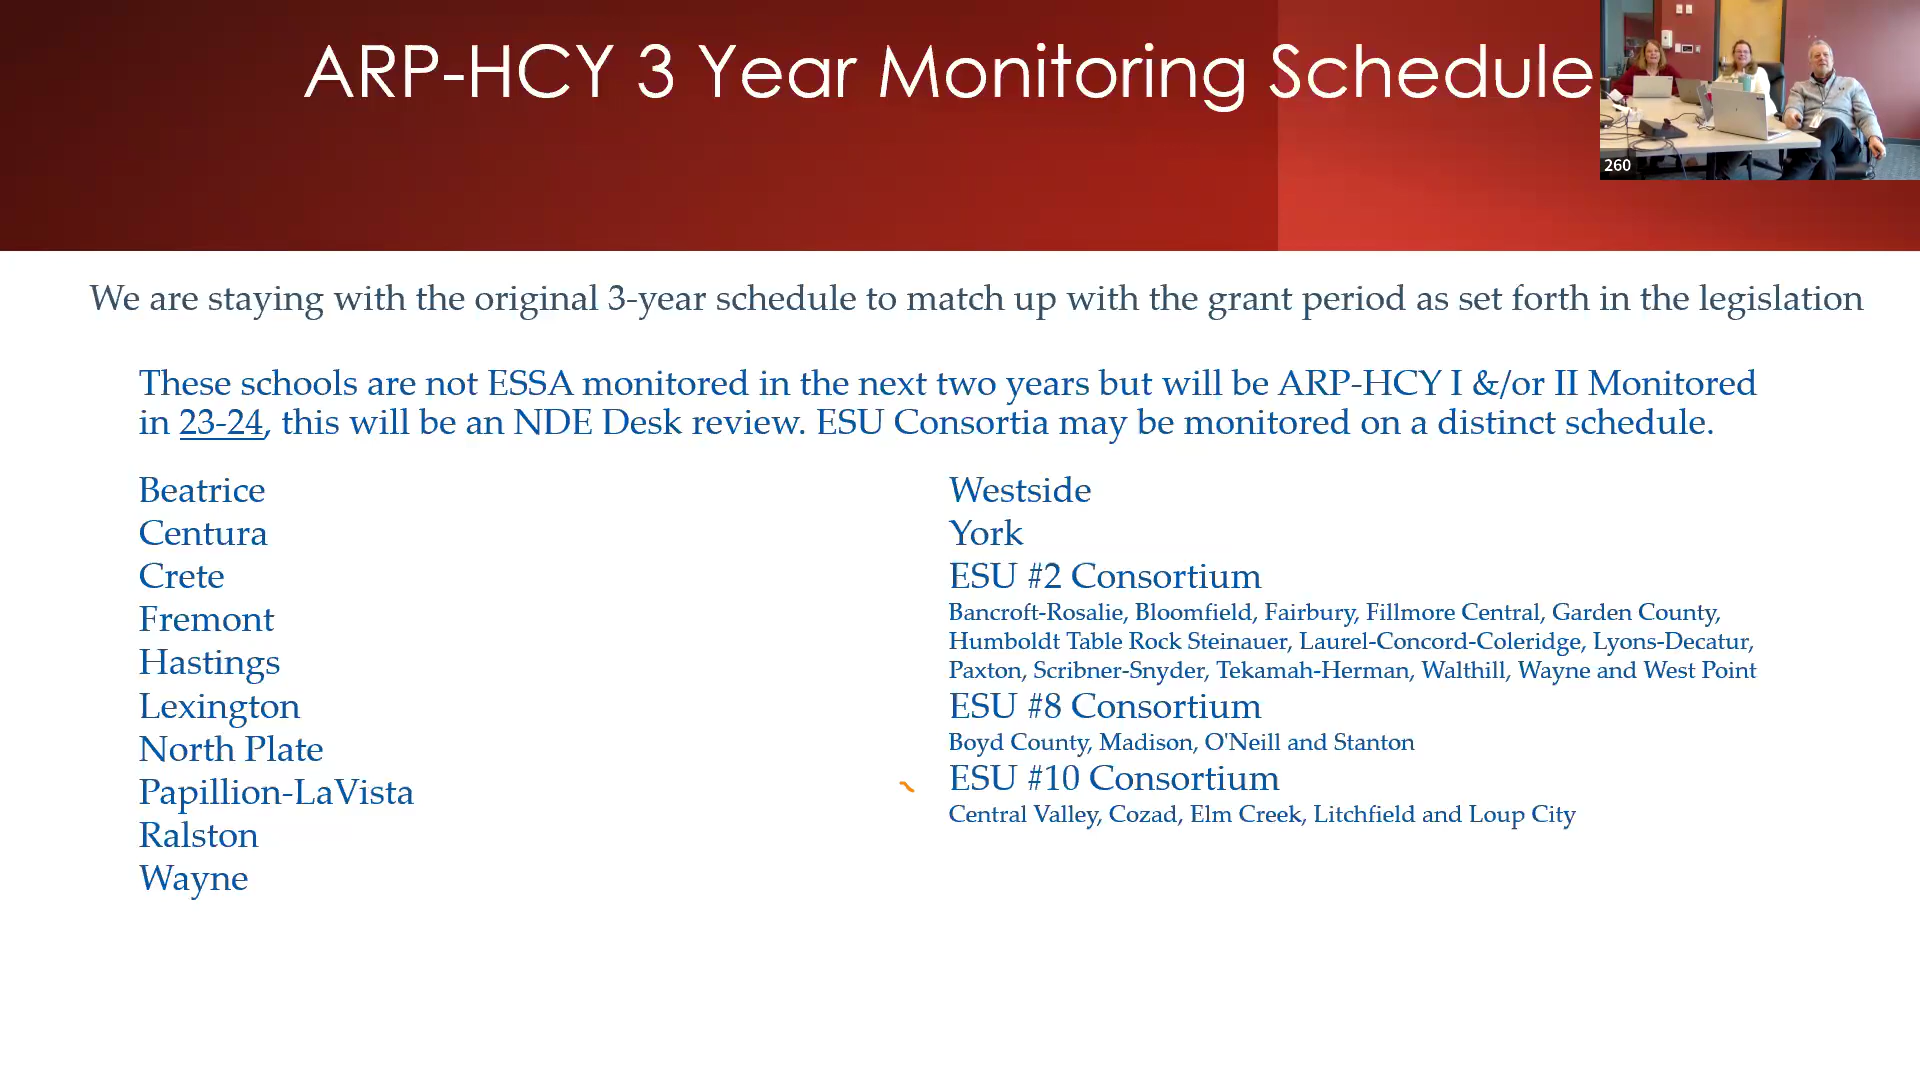 ARP-HCY 3 Year Monitoring Schedule
260
We are staying with the original 3-year schedule to match up with the grant period as set forth in the legislation
These schools are not ESSA monitored in the next two years but will be ARP-HCY I &/or II Monitored
in 23-24, this will be an NDE Desk review. ESU Consortia may be monitored on a distinct schedule.
Beatrice
Centura
Crete
Fremont
Hastings
Lexington
North Plate
Papillion-LaVista
Ralston
Wayne
Westside
York
ESU #2 Consortium
Bancroft-Rosalie, Bloomfield, Fairbury, Fillmore Central, Garden County,
Humboldt Table Rock Steinauer, Laurel-Concord-Coleridge, Lyons-Decatur,
Paxton, Scribner-Snyder, Tekamah-Herman, Walthill, Wayne and West Point
ESU #8 Consortium
Boyd County, Madison, O'Neill and Stanton
ESU #10 Consortium
Central Valley, Cozad, Elm Creek, Litchfield and Loup City